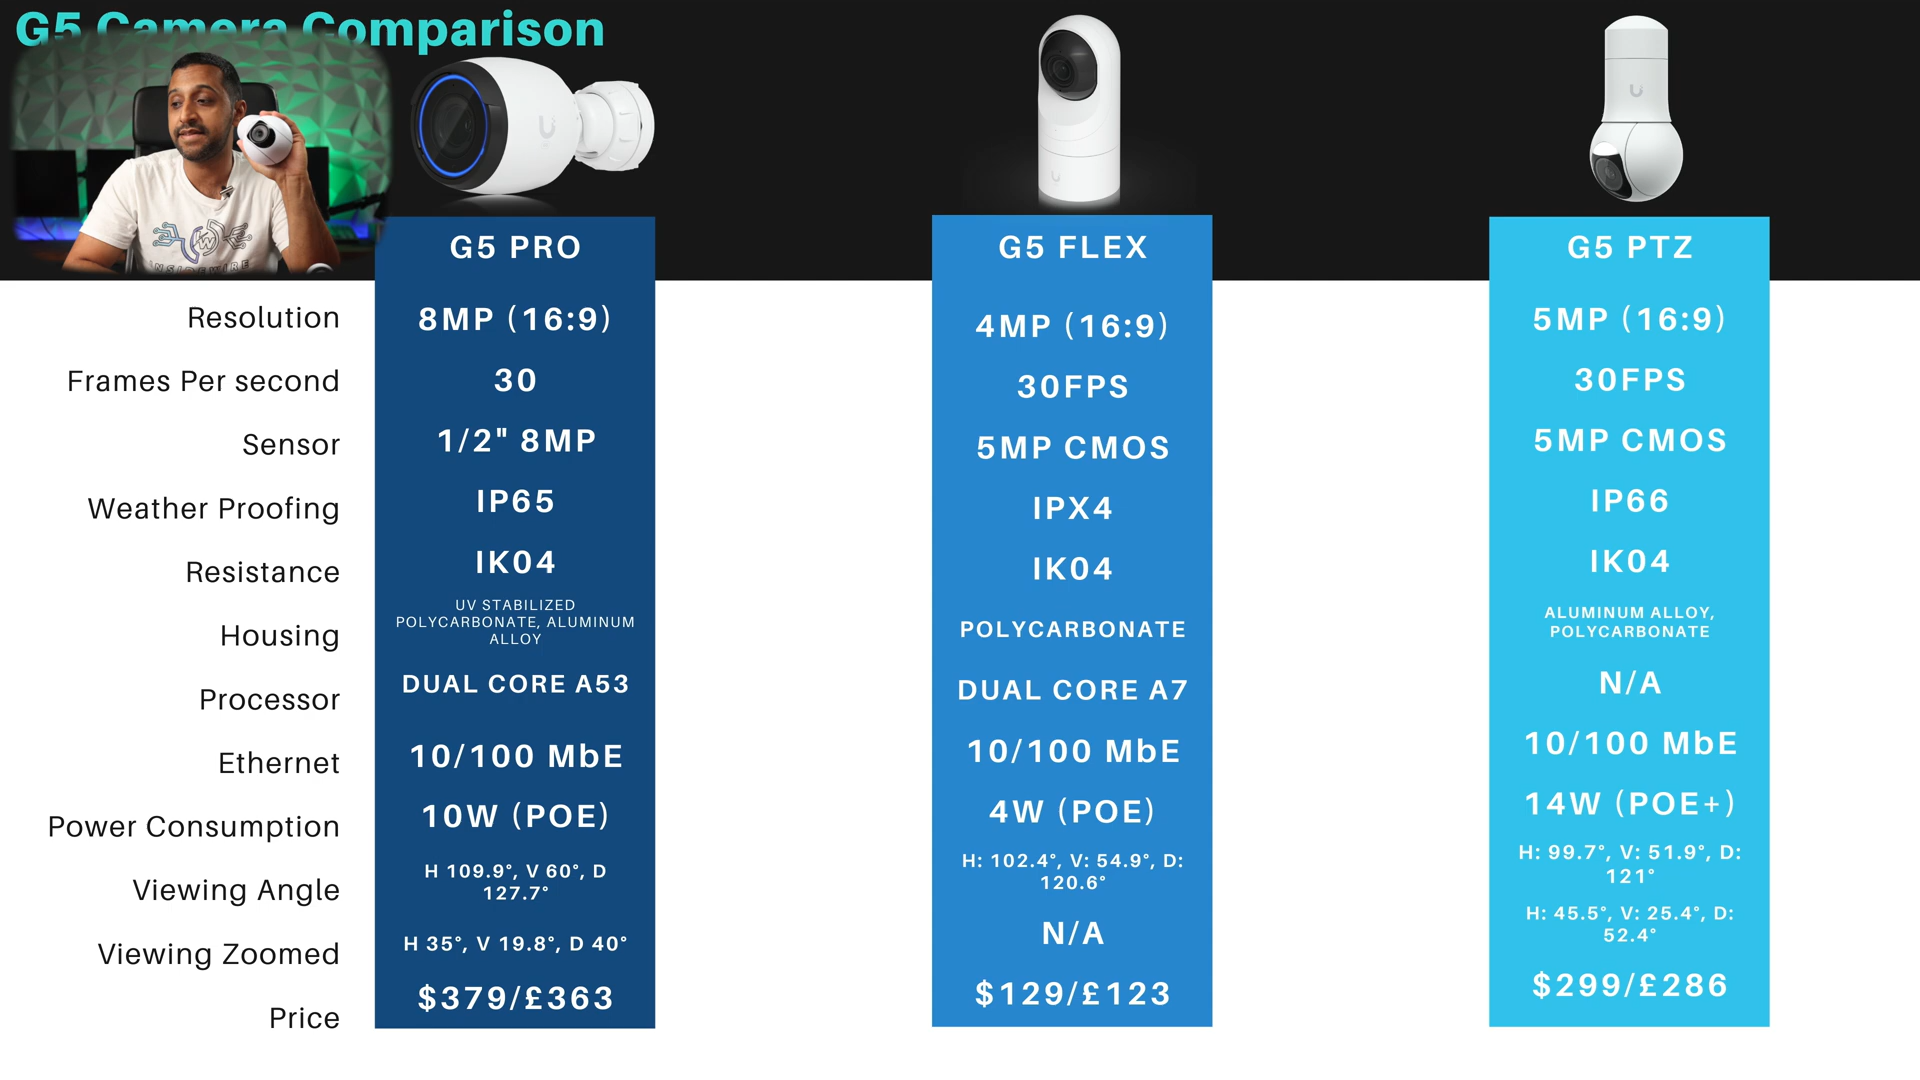 G5 Camera Comparison
G5 PRO
G5 FLEX
G5 PTZ
Resolution
8MP (16:9)
4MP (16:9)
5MP (16:9)
Frames Per second
30
30FPS
30FPS
Sensor
1/2" 8MP
5MP CMOS
5MP CMOS
Weather Proofing
IP65
IPX4
IP66
Resistance
IK04
IK04
IK04
Housing
UV STABILIZED
POLYCARBONATE, ALUMINUM
ALLOY
POLYCARBONATE
ALUMINUM ALLOY,
POLYCARBONATE
Processor
DUAL CORE A53
DUAL CORE A7
N/A
Ethernet
10/100 MbE
10/100 MbE
10/100 MbE
Power Consumption
10W (POE)
4W (POE)
14W (POE+)
Viewing Angle
H 109.9°, V 60°, D
127.7°
H: 102.4°, V: 54.9°, D:
120.6°
H: 99.7°, V: 51.9°, D:
121°
Viewing Zoomed
H 35°, V 19.8°, D 40°
N/A
H: 45.5°, V: 25.4°, D:
52.4°
Price
$379/£363
$129/£123
$299/£286